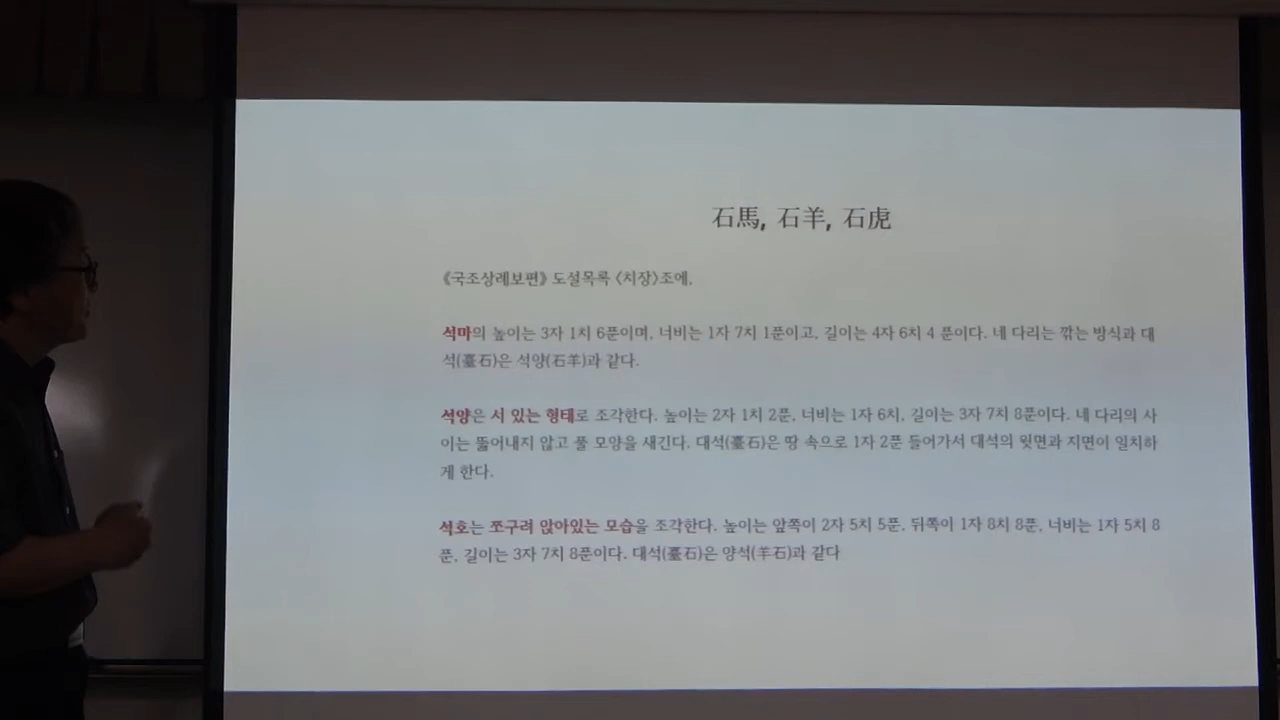 石馬, 石羊, 石虎
《국조상례보편》 도설목록 〈치장〉조에,
석마의 높이는 3자 1치 6푼이며, 너비는 1자 7치 1푼이고, 길이는 4자 6치 4 푼이다. 네 다리는 깎는 방식과 대
석(臺石)은 석양(石羊)과 같다.
석양은 서 있는 형태로 조각한다. 높이는 2자 1치 2푼, 너비는 1자 6치, 길이는 3자 7치 8푼이다. 네 다리의 사
이는 뚫어내지 않고 풀 모양을 새긴다. 대석(臺石)은 땅 속으로 1자 2푼 들어가서 대석의 윗면과 지면이 일치하
게 한다.
석호는 쪼구려 앉아있는 모습을 조각한다. 높이는 앞쪽이 2자 5치 5푼, 뒤쪽이 1자 8치 8푼, 너비는 1자 5치 8
푼, 길이는 3자 7치 8푼이다. 대석(臺石)은 양석(羊石)과 같다